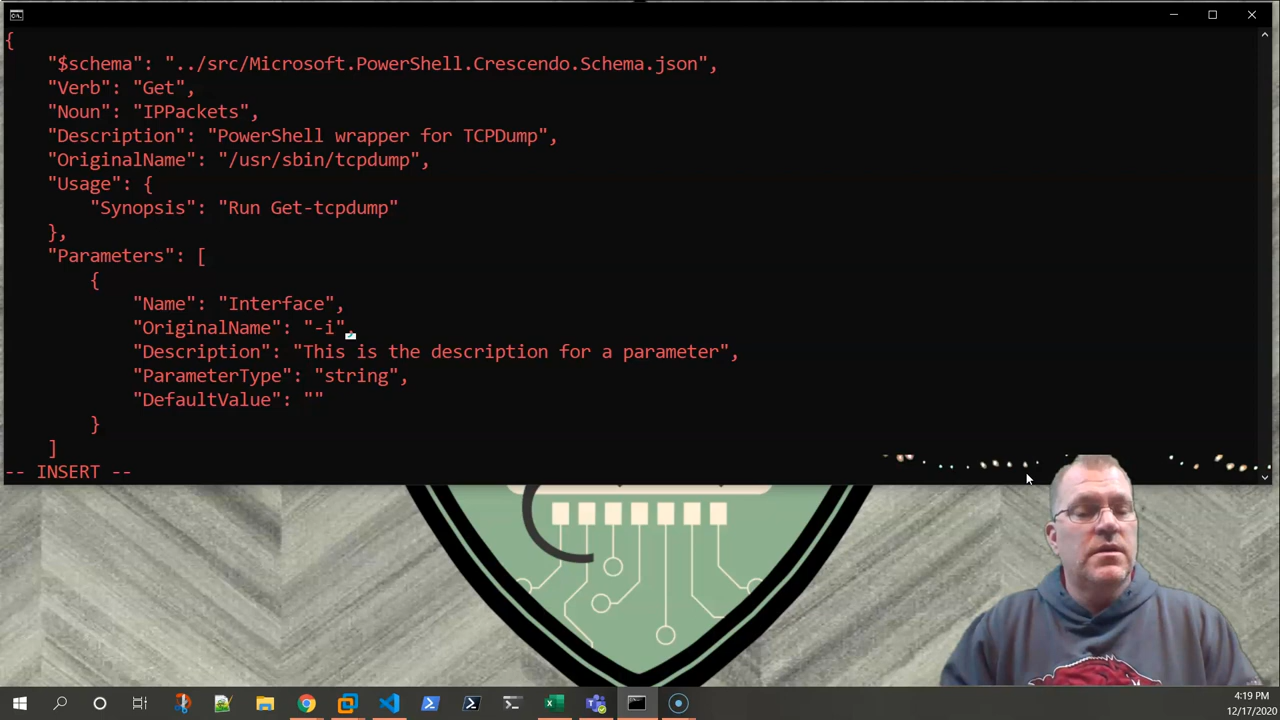 {
"$schema": "../src/Microsoft.PowerShell.Crescendo.Schema.json",
"Verb": "Get",
"Noun": "IPPackets",
"Description": "PowerShell wrapper for TCPDump",
"OriginalName": "/usr/sbin/tcpdump",
"Usage": {
"Synopsis": "Run Get-tcpdump"
},
"Parameters": [
{
"Name": "Interface",
"OriginalName": "-i",
"Description": "This is the description for a parameter",
"ParameterType": "string",
"DefaultValue": ""
}
]
-- INSERT --
4:19 PM
12/17/2020